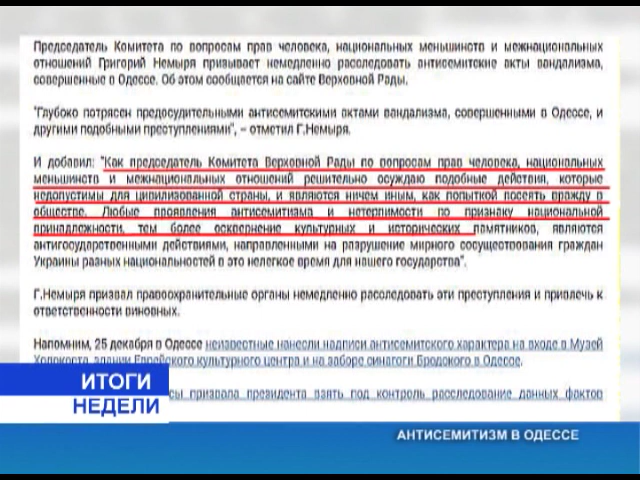 Председатель Комитета по вопросам прав человека, национальных меньшинств и межнациональных
отношений Григорий Немыря призывает немедленно расследовать антисемитские акты вандализма,
совершенные в Одессе. Об этом сообщается на сайте Верховной Рады.
"Глубоко потрясен предосудительными антисемитскими актами вандализма, совершенными в Одессе, и
другими подобными преступлениями", – отметил Г.Немыря.
И добавил: "Как председатель Комитета Верховной Рады по вопросам прав человека, национальных
меньшинств и межнациональных отношений решительно осуждаю подобные действия, которые
недопустимы для цивилизованной страны, и являются ничем иным, как попыткой посеять вражду в
обществе. Любые проявления антисемитизма и нетерпимости по признаку национальной
принадлежности, тем более осквернение культурных и исторических памятников, являются
антигосударственными действиями, направленными на разрушение мирного сосуществования граждан
Украины разных национальностей в это нелегкое время для нашего государства".
Г.Немыря призвал правоохранительные органы немедленно расследовать эти преступления и привлечь к
ответственности виновных.
Напомним, 25 декабря в Одессе неизвестные нанесли надписи антисемитского характера на входе в Музей
Холокоста, здании Еврейского культурного центра и на заборе синагоги Бродского в Одессе.
призвала президента взять под контроль расследование данных фактов
ИТОГИ
НЕДЕЛИ
АНТИСЕМИТИЗМ В ОДЕССЕ